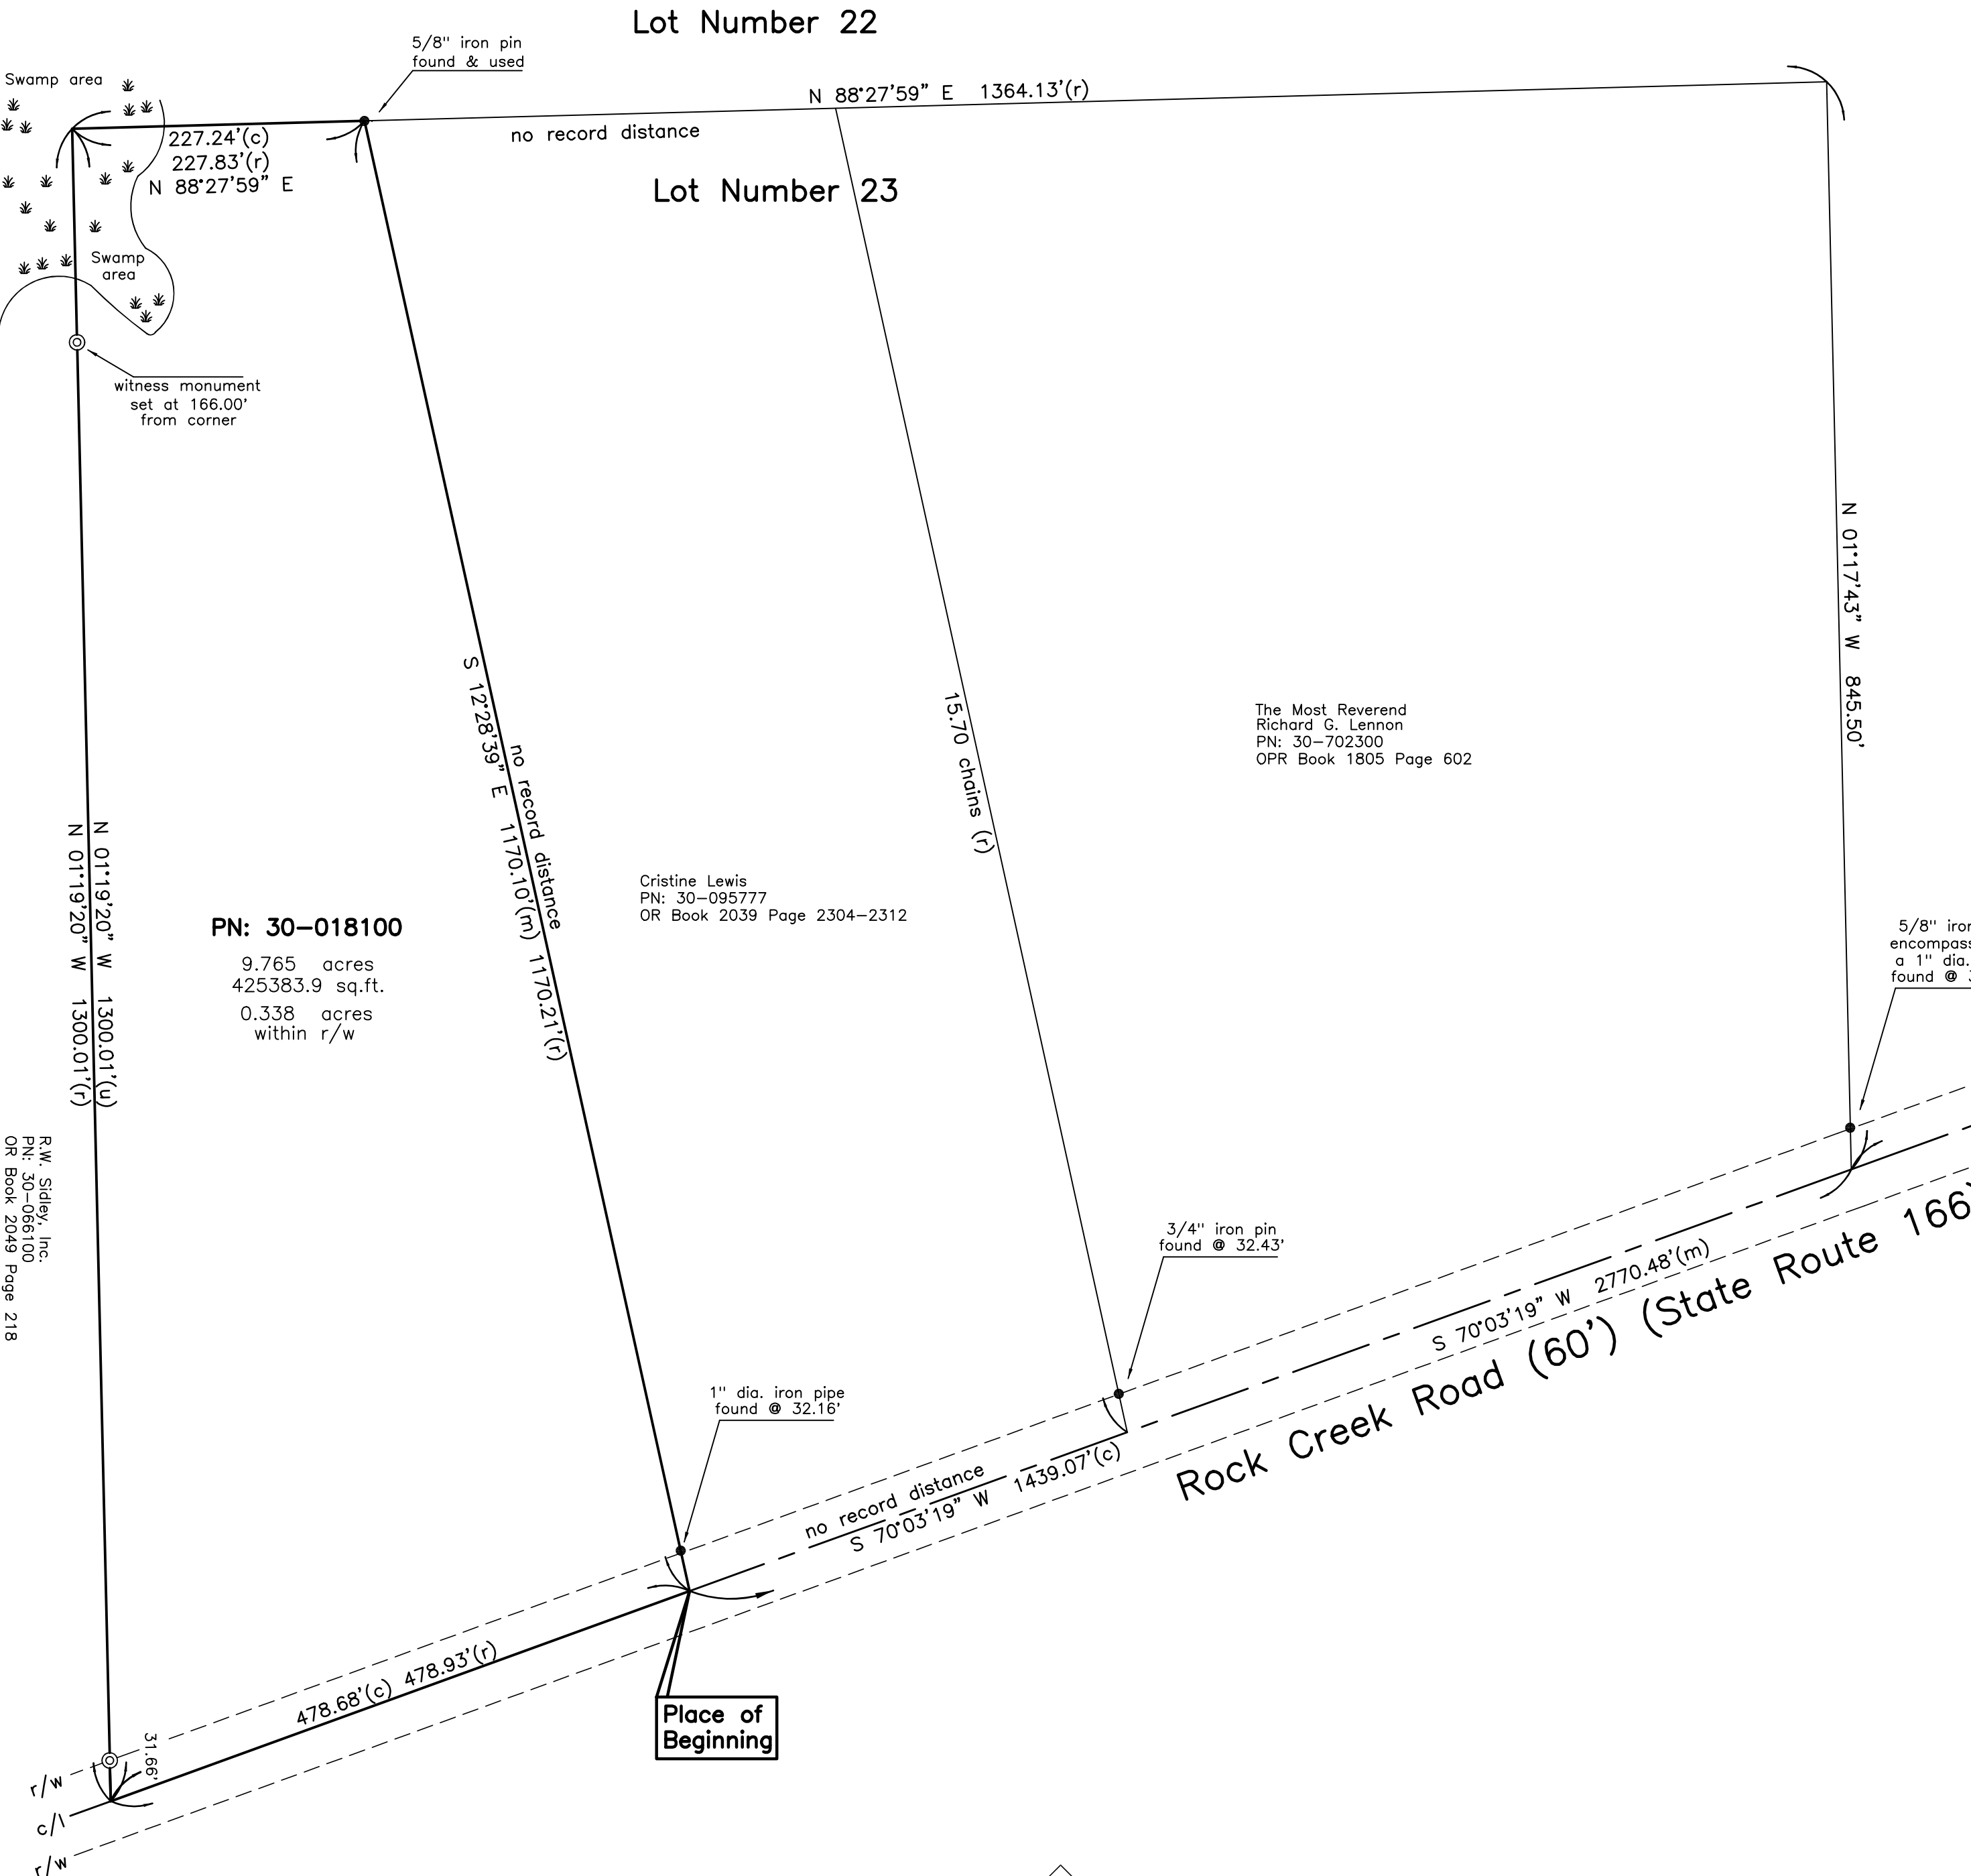 Lot Number 22
5/8" iron pin
found & used
Swamp area
N 88°27'59" E 1364.13'(r)
no record distance
227.24'(c)
227.83'(r)
N 88°27'59" E
Lot Number 23
Swamp
area
witness monument
set at 166.00'
from corner
N 01°17'43" W 845.50'
S 12°28'39" E 1170.10'(m) 1170.21'(r)
no record distance
15.70 chains (r)
The Most Reverend
Richard G. Lennon
PN: 30-702300
OPR Book 1805 Page 602
N 01°19'20" W 1300.01'(u)
N 01°19'20" W 1300.01'(r)
PN: 30-018100
9.765 acres
425383.9 sq.ft.
0.338 acres
within r/w
Cristine Lewis
PN: 30-095777
OR Book 2039 Page 2304-2312
5/8" iron
encompass
a 1" dia.
found @
R.W. Sidley, Inc.
PN: 30-066100
OR Book 2049 Page 218
3/4" iron pin
found @ 32.43'
S 70°03'19" W 2770.48'(m)
Rock Creek Road (60') (State Route 166)
1" dia. iron pipe
found @ 32.16'
no record distance
S 70°03'19" W 1439.07'(c)
478.68'(c) 478.93'(r)
Place of
Beginning
31.66'
r/w
c/l
r/w